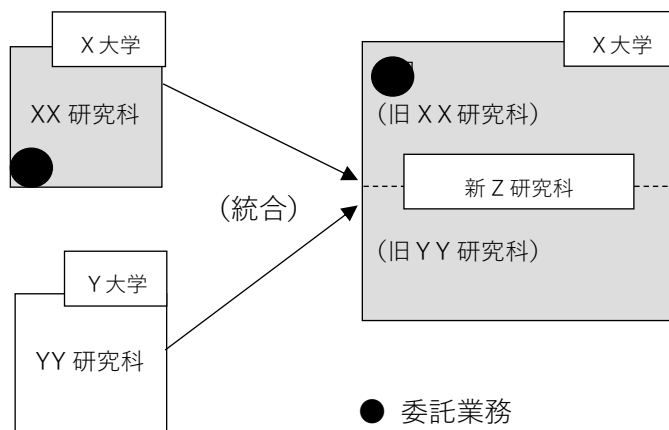 X大学
XX 研究科
Y大学
YY 研究科
(統合)
X大学
(旧XX研究科)
新Z研究科
(旧YY研究科)
● 委託業務